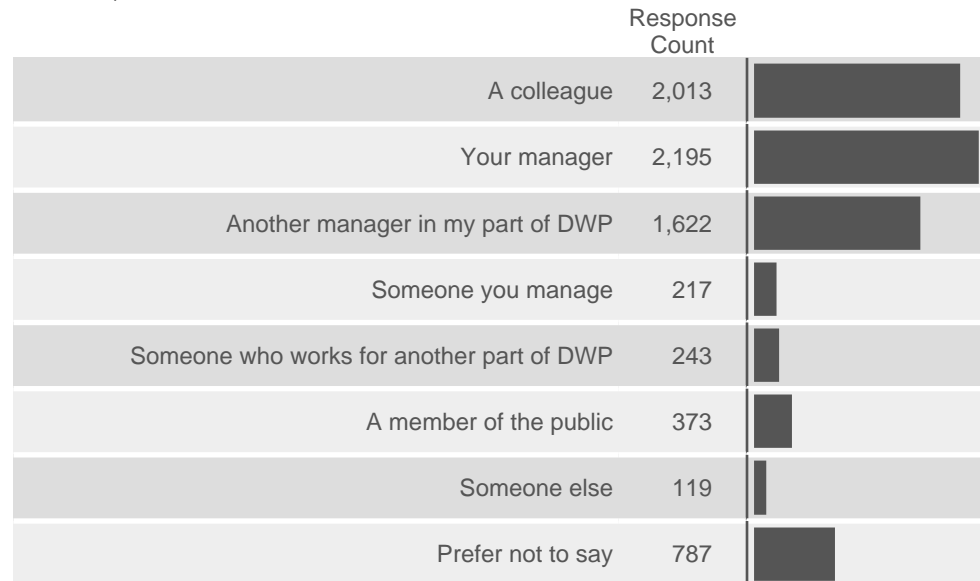 Response
Count
A colleague 2,013
Your manager 2,195
Another manager in my part of DWP 1,622
Someone you manage 217
Someone who works for another part of DWP 243
A member of the public 373
Someone else 119
Prefer not to say 787